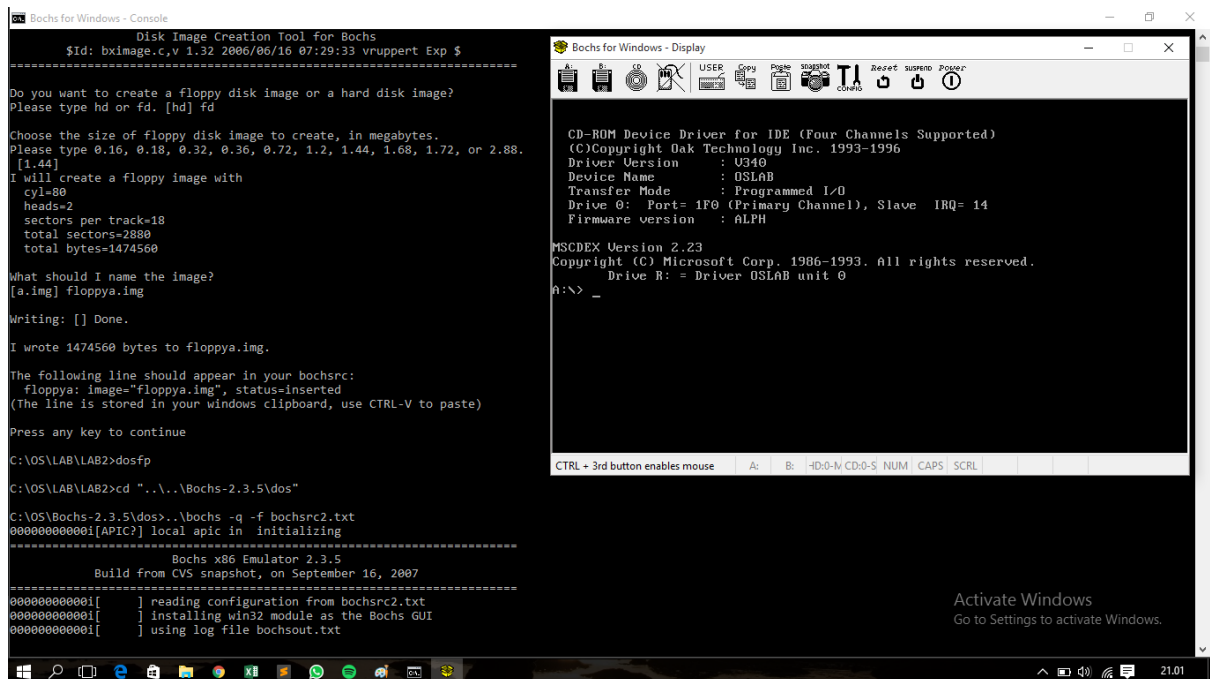 Bochs for Windows - Console
Disk Image Creation Tool for Bochs
$Id: bximage.c,v 1.32 2006/06/16 07:29:33 vruppert Exp $
========================================================================
Do you want to create a floppy disk image or a hard disk image?
Please type hd or fd. [hd] fd
Choose the size of floppy disk image to create, in megabytes.
Please type 0.16, 0.18, 0.32, 0.36, 0.72, 1.2, 1.44, 1.68, 1.72, or 2.88.
[1.44]
I will create a floppy image with
cyl=80
heads=2
sectors per track=18
total sectors=2880
total bytes=1474560
What should I name the image?
[a.img] floppya.img
Writing: [] Done.
I wrote 1474560 bytes to floppya.img.
The following line should appear in your bochsrc:
floppya: image="floppya.img", status=inserted
(The line is stored in your windows clipboard, use CTRL-V to paste)
Press any key to continue
C:\OS\LAB\LAB2>dosfp
C:\OS\LAB\LAB2>cd "..\..\Bochs-2.3.5\dos"
C:\OS\Bochs-2.3.5\dos>..\bochs -q -f bochsrc2.txt
00000000000i[APIC?] local apic in  initializing
========================================================================
Bochs x86 Emulator 2.3.5
Build from CVS snapshot, on September 16, 2007
========================================================================
00000000000i[     ] reading configuration from bochsrc2.txt
00000000000i[     ] installing win32 module as the Bochs GUI
00000000000i[     ] using log file bochsout.txt
Bochs for Windows - Display
A: B: CD USER Copy Paste snapshot CONFIG Reset SUSPEND Power
CD-ROM Device Driver for IDE (Four Channels Supported)
(C)Copyright Oak Technology Inc. 1993-1996
Driver Version : V340
Device Name : OSLAB
Transfer Mode : Programmed I/O
Drive 0: Port= 1F0 (Primary Channel), Slave IRQ= 14
Firmware version : ALPH
MSCDEX Version 2.23
Copyright (C) Microsoft Corp. 1986-1993. All rights reserved.
Drive R: = Driver OSLAB unit 0
A:\> _
CTRL + 3rd button enables mouse A: B: HD:0-M CD:0-S NUM CAPS SCRL
Activate Windows
Go to Settings to activate Windows.
21.01